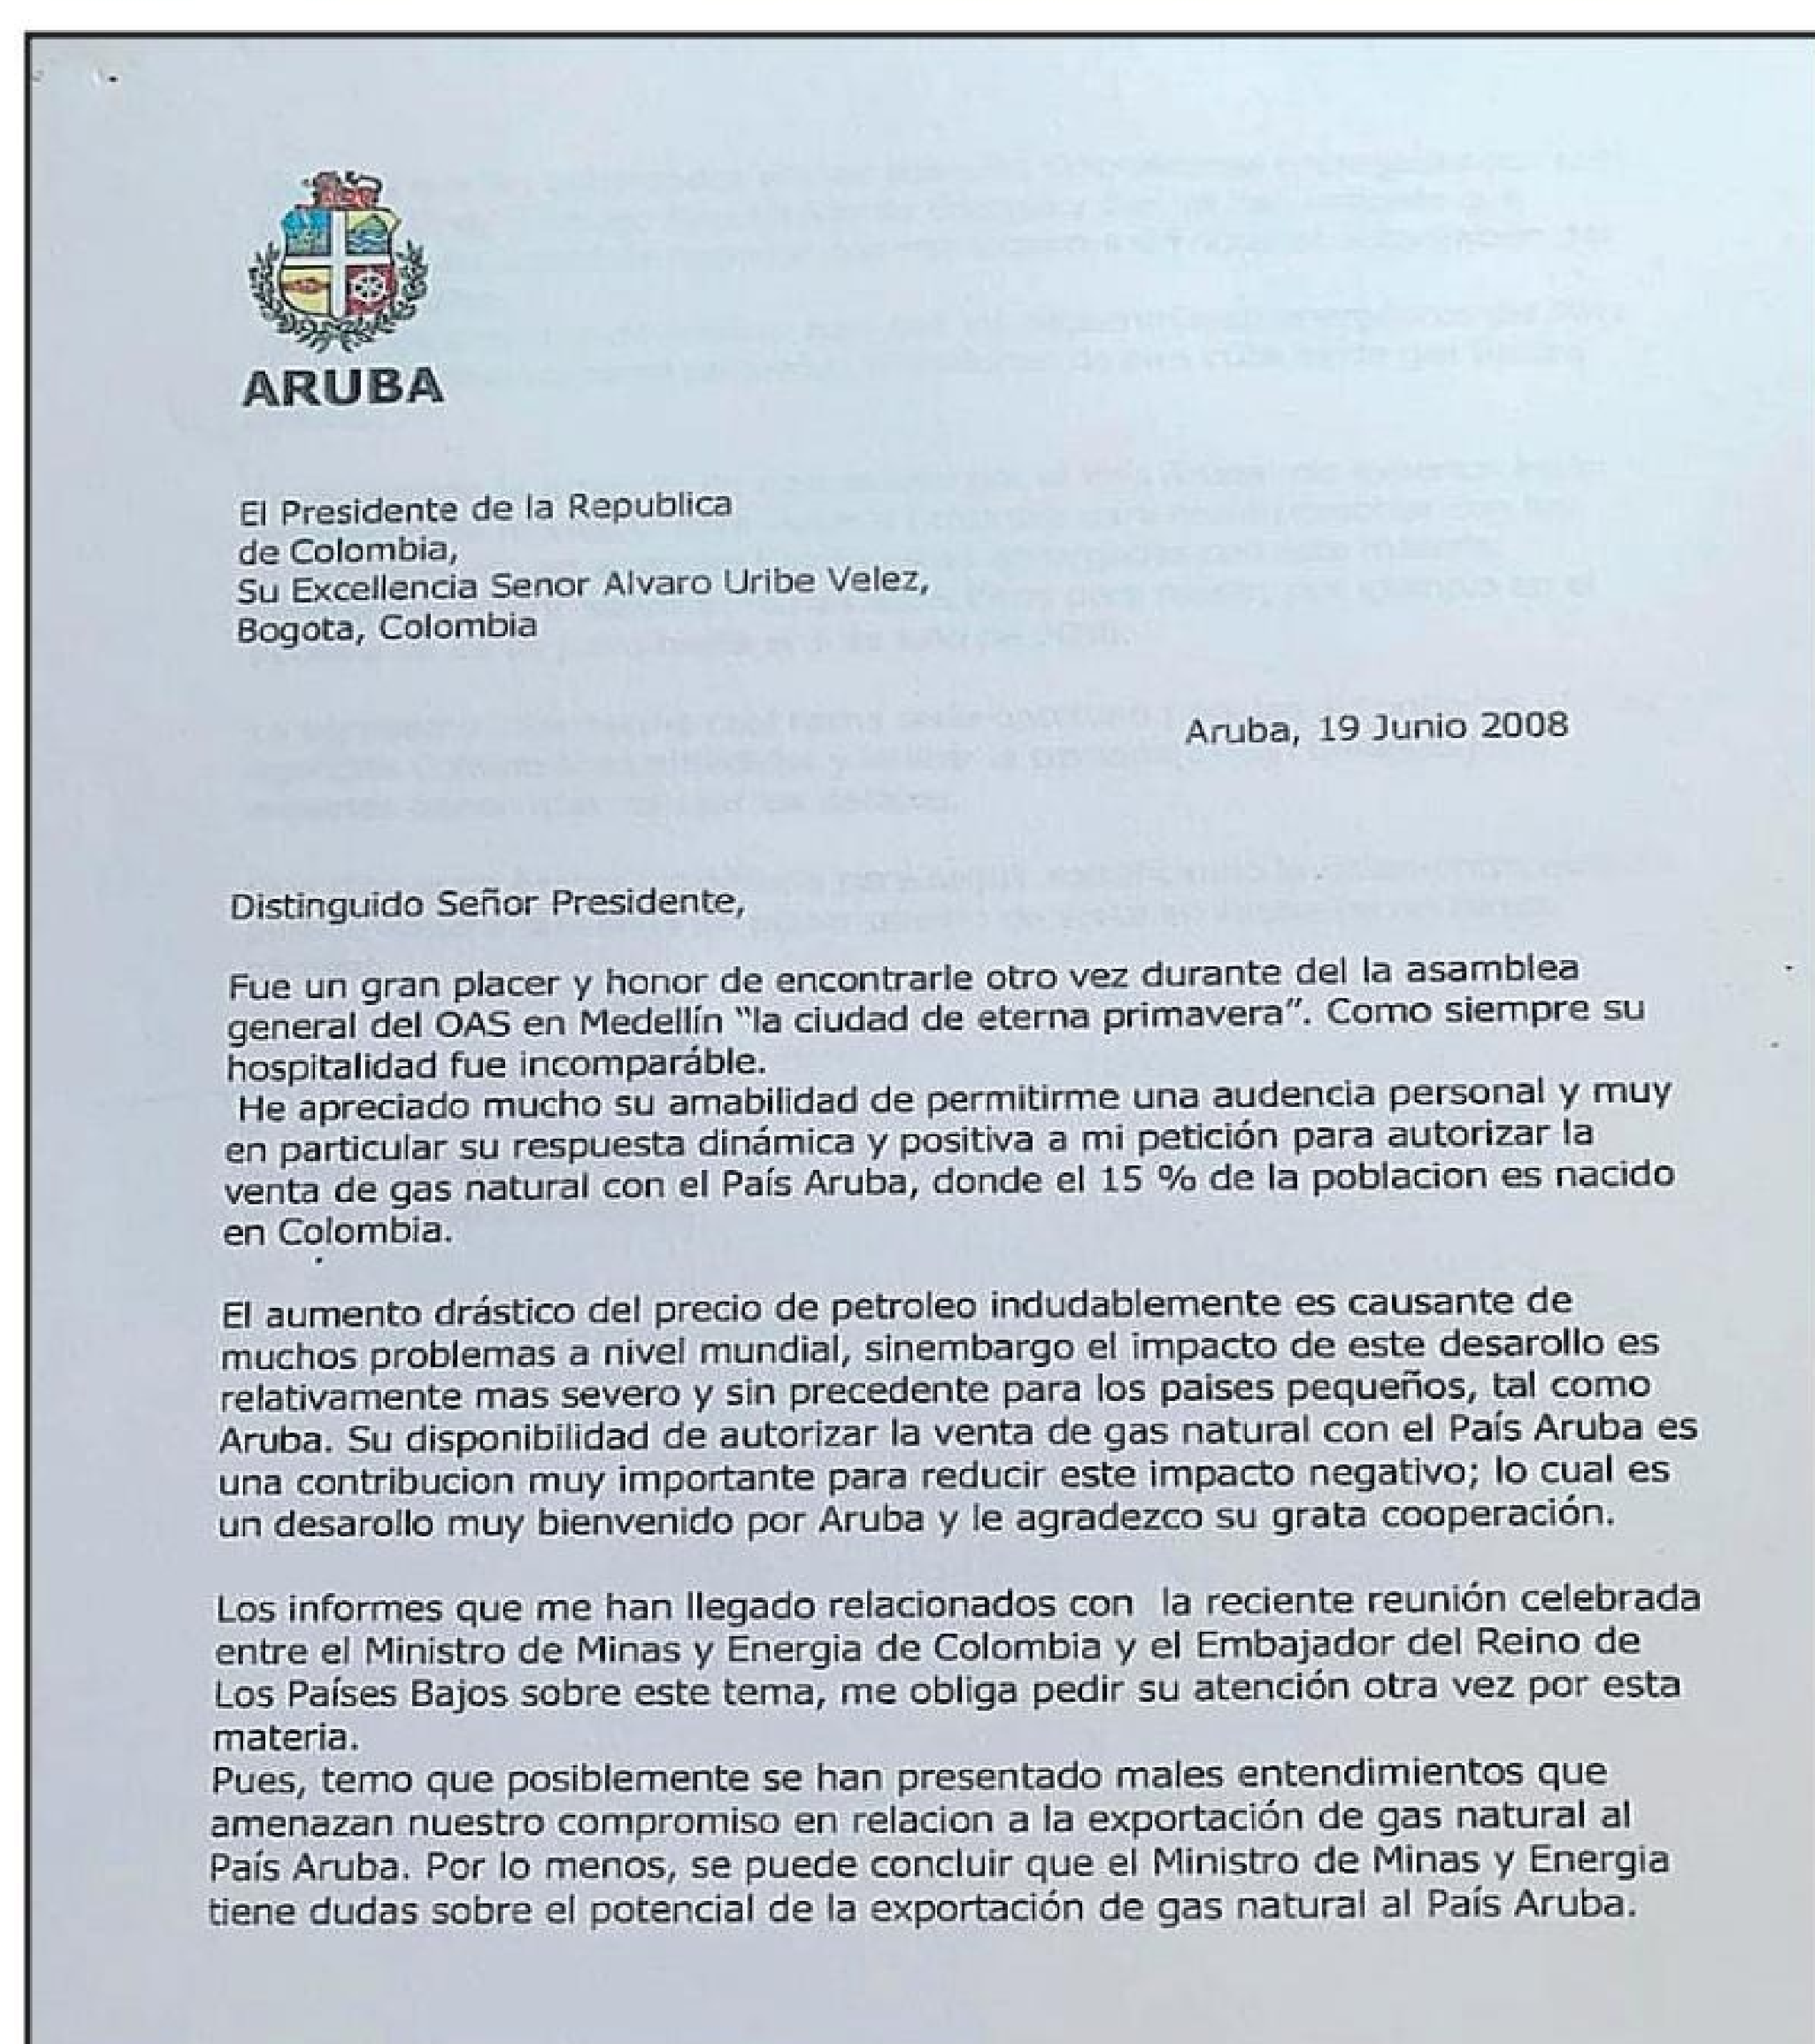 ARUBA
El Presidente de la Republica
de Colombia,
Su Excellencia Senor Alvaro Uribe Velez,
Bogota, Colombia
Aruba, 19 Junio 2008
Distinguido Señor Presidente,
Fue un gran placer y honor de encontrarle otro vez durante del la asamblea
general del OAS en Medellín “la ciudad de eterna primavera”. Como siempre su
hospitalidad fue incomparáble.
He apreciado mucho su amabilidad de permitirme una audencia personal y muy
en particular su respuesta dinámica y positiva a mi petición para autorizar la
venta de gas natural con el País Aruba, donde el 15 % de la poblacion es nacido
en Colombia.
El aumento drástico del precio de petroleo indudablemente es causante de
muchos problemas a nivel mundial, sinembargo el impacto de este desarollo es
relativamente mas severo y sin precedente para los paises pequeños, tal como
Aruba. Su disponibilidad de autorizar la venta de gas natural con el País Aruba es
una contribucion muy importante para reducir este impacto negativo; lo cual es
un desarollo muy bienvenido por Aruba y le agradezco su grata cooperación.
Los informes que me han llegado relacionados con la reciente reunión celebrada
entre el Ministro de Minas y Energia de Colombia y el Embajador del Reino de
Los Países Bajos sobre este tema, me obliga pedir su atención otra vez por esta
materia.
Pues, temo que posiblemente se han presentado males entendimientos que
amenazan nuestro compromiso en relacion a la exportación de gas natural al
País Aruba. Por lo menos, se puede concluir que el Ministro de Minas y Energia
tiene dudas sobre el potencial de la exportación de gas natural al País Aruba.